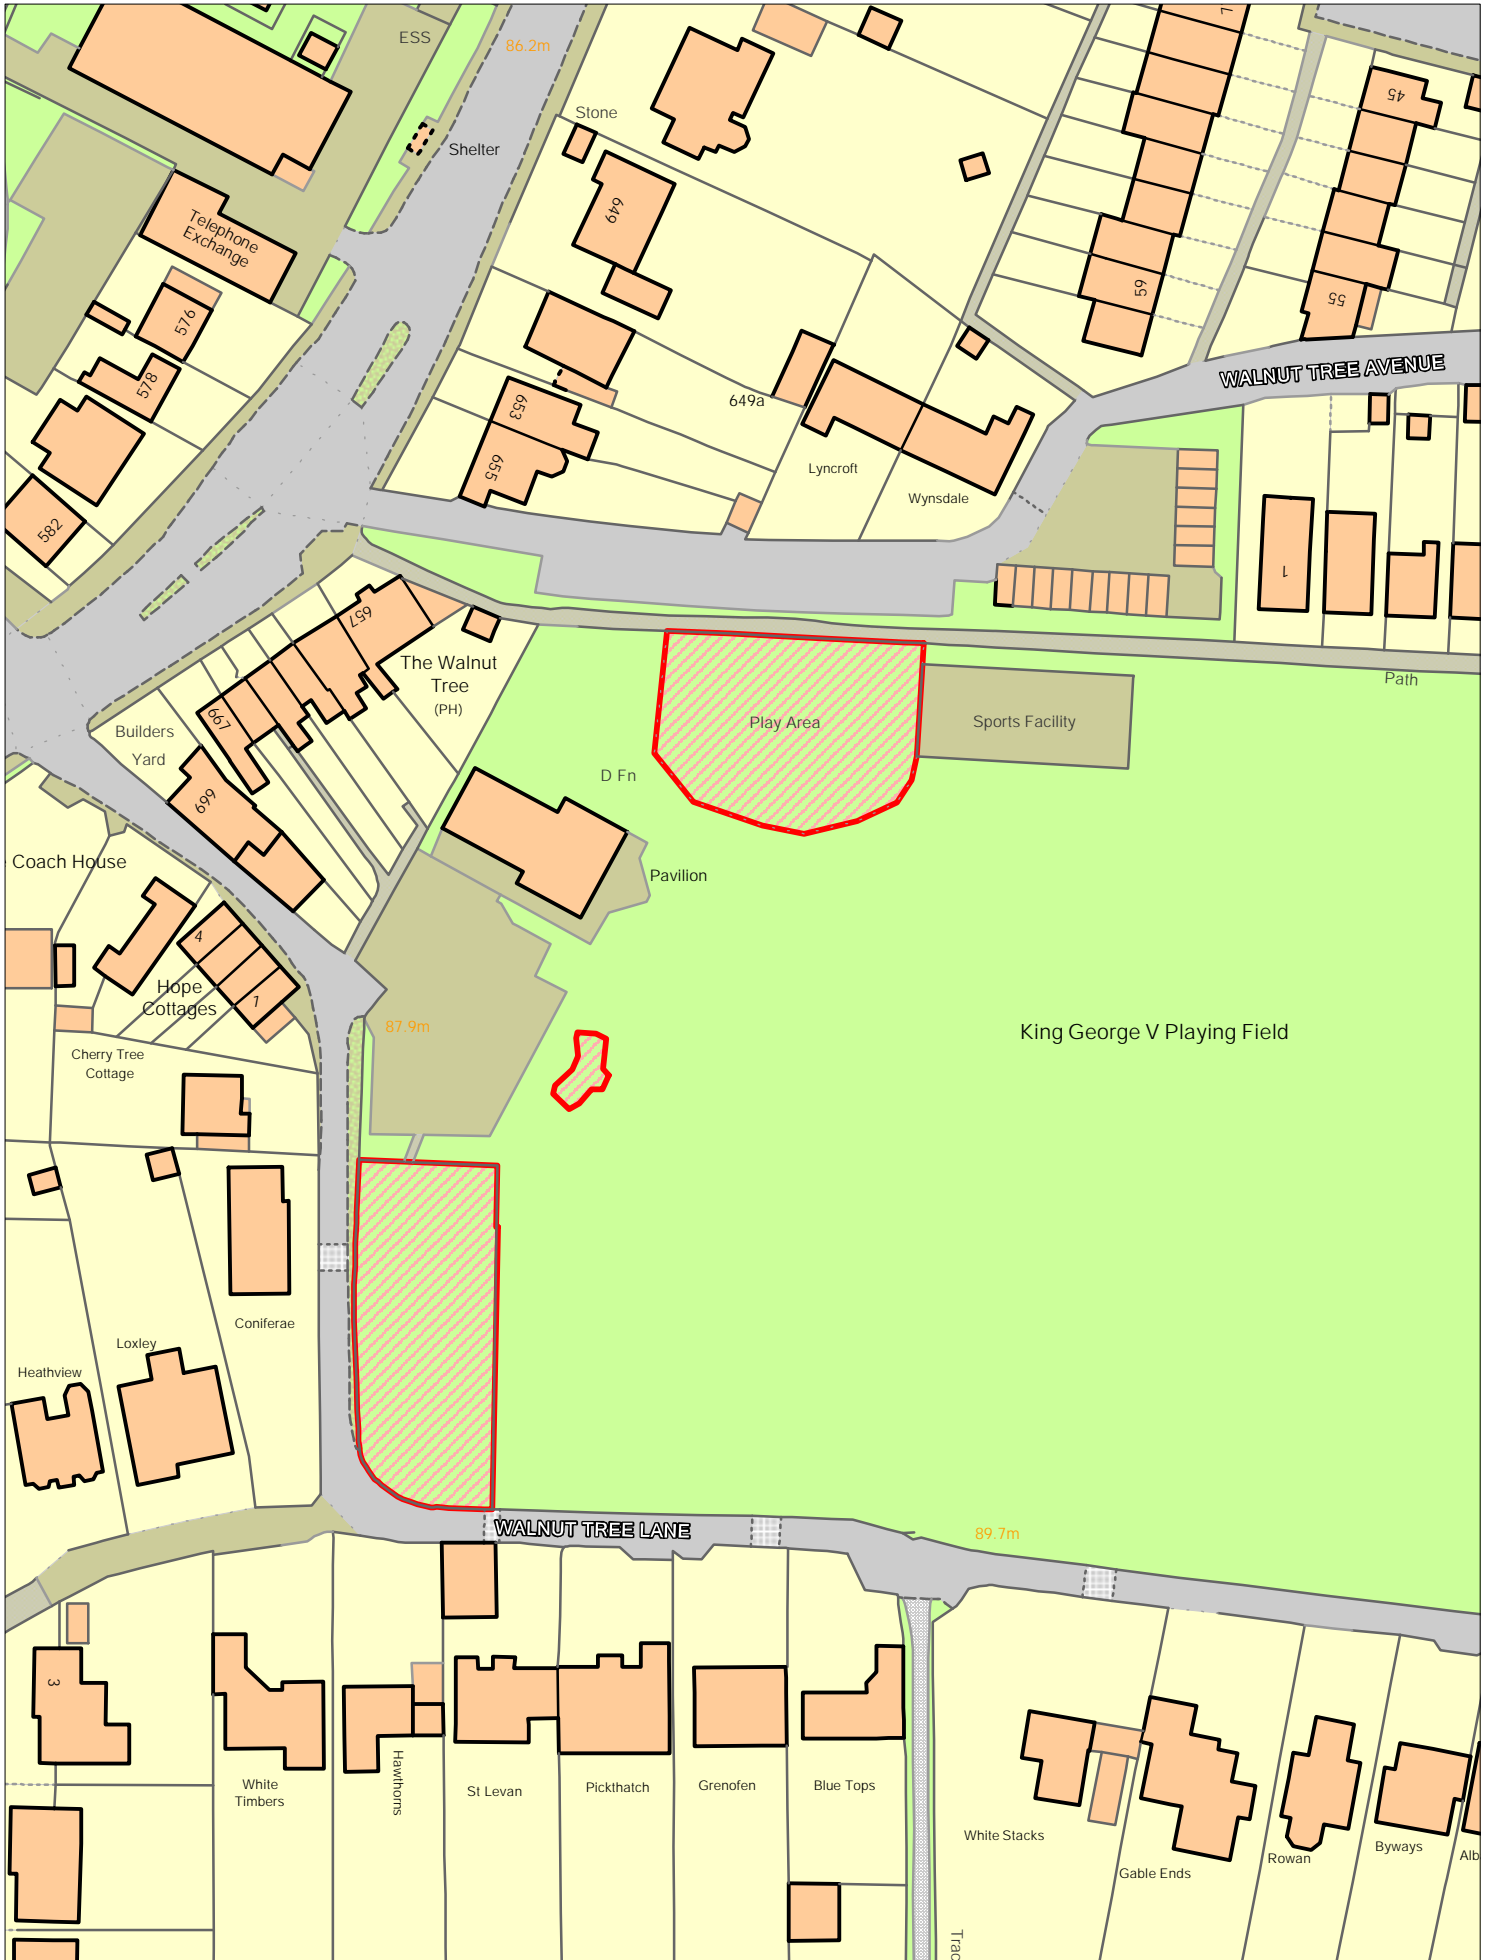 ESS
86.2m
Shelter
Stone
649
Telephone
Exchange
576
578
582
653
655
649a
Lyncroft
Wynsdale
59
45
55
WALNUT TREE AVENUE
1
Path
657
The Walnut
Tree
(PH)
667
Builders
Yard
699
D Fn
Play Area
Sports Facility
Pavilion
Coach House
4
1
Hope
Cottages
87.9m
Cherry Tree
Cottage
King George V Playing Field
Coniferae
Loxley
Heathview
WALNUT TREE LANE
89.7m
3
White
Timbers
Hawthorns
St Levan
Pickthatch
Grenofen
Blue Tops
White Stacks
Gable Ends
Rowan
Byways
Alb
Trac